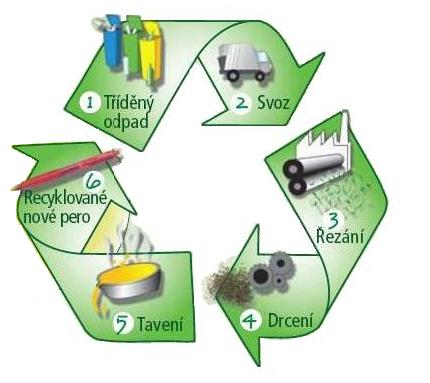 1 Tříděný
odpad
2 Svoz
3
Řezání
4 Drcení
5 Tavení
6
Recyklované
nové pero